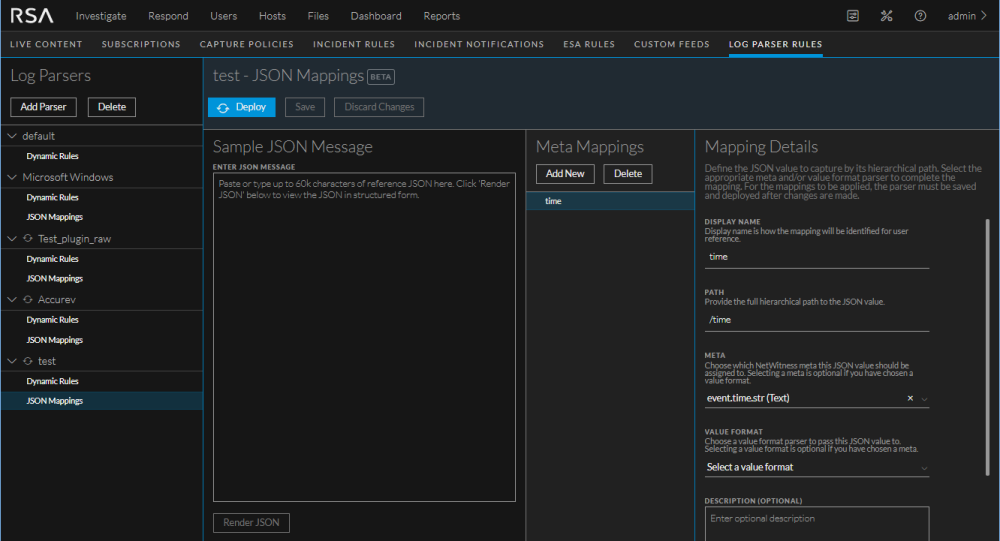 RSA Investigate Respond Users Hosts Files Dashboard Reports admin
LIVE CONTENT SUBSCRIPTIONS CAPTURE POLICIES INCIDENT RULES INCIDENT NOTIFICATIONS ESA RULES CUSTOM FEEDS LOG PARSER RULES
Log Parsers
Add Parser Delete
default
Dynamic Rules
Microsoft Windows
Dynamic Rules
JSON Mappings
Test_plugin_raw
JSON Mappings
Accurev
Dynamic Rules
JSON Mappings
test
Dynamic Rules
JSON Mappings
test - JSON Mappings BETA
Deploy Save Discard Changes
Sample JSON Message
ENTER JSON MESSAGE
Paste or type up to 60k characters of reference JSON here. Click 'Render
JSON' below to view the JSON in structured form.
Render JSON
Meta Mappings
Add New Delete
time
Mapping Details
Define the JSON value to capture by its hierarchical path. Select the
appropriate meta and/or value format parser to complete the
mapping. For the mappings to be applied, the parser must be saved
and deployed after changes are made.
DISPLAY NAME
Display name is how the mapping will be identified for user
reference.
time
PATH
Provide the full hierarchical path to the JSON value.
/time
META
Choose which NetWitness meta this JSON value should be
assigned to. Selecting a meta is optional if you have chosen a
value format.
event.time.str (Text)
VALUE FORMAT
Choose a value format parser to pass this JSON value to.
Selecting a value format is optional if you have chosen a meta.
Select a value format
DESCRIPTION (OPTIONAL)
Enter optional description